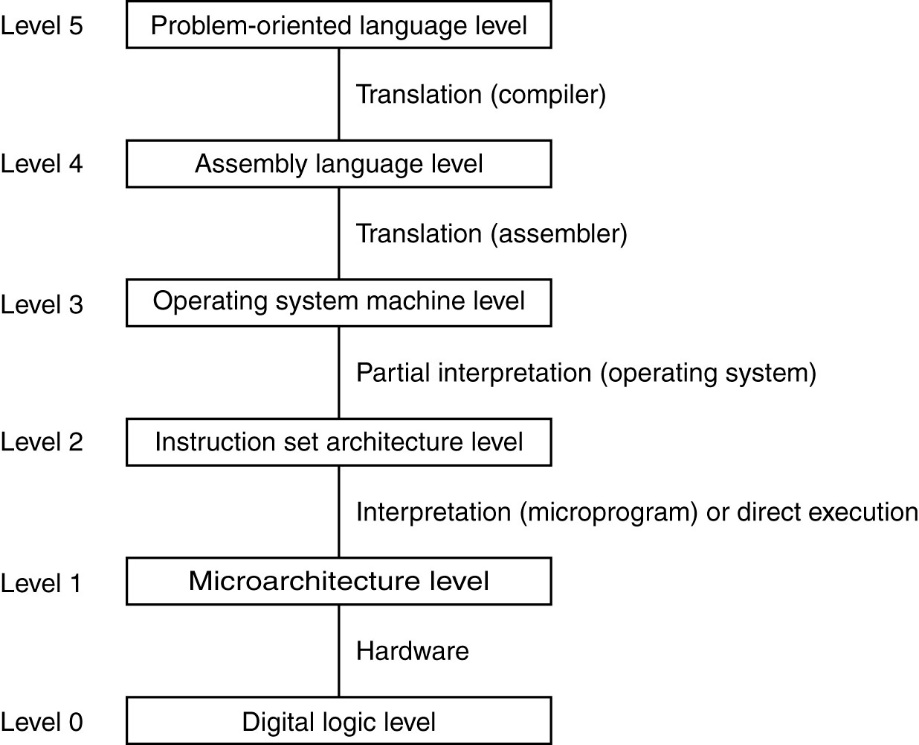 Level 5 Problem-oriented language level
Translation (compiler)
Level 4 Assembly language level
Translation (assembler)
Level 3 Operating system machine level
Partial interpretation (operating system)
Level 2 Instruction set architecture level
Interpretation (microprogram) or direct execution
Level 1 Microarchitecture level
Hardware
Level 0 Digital logic level